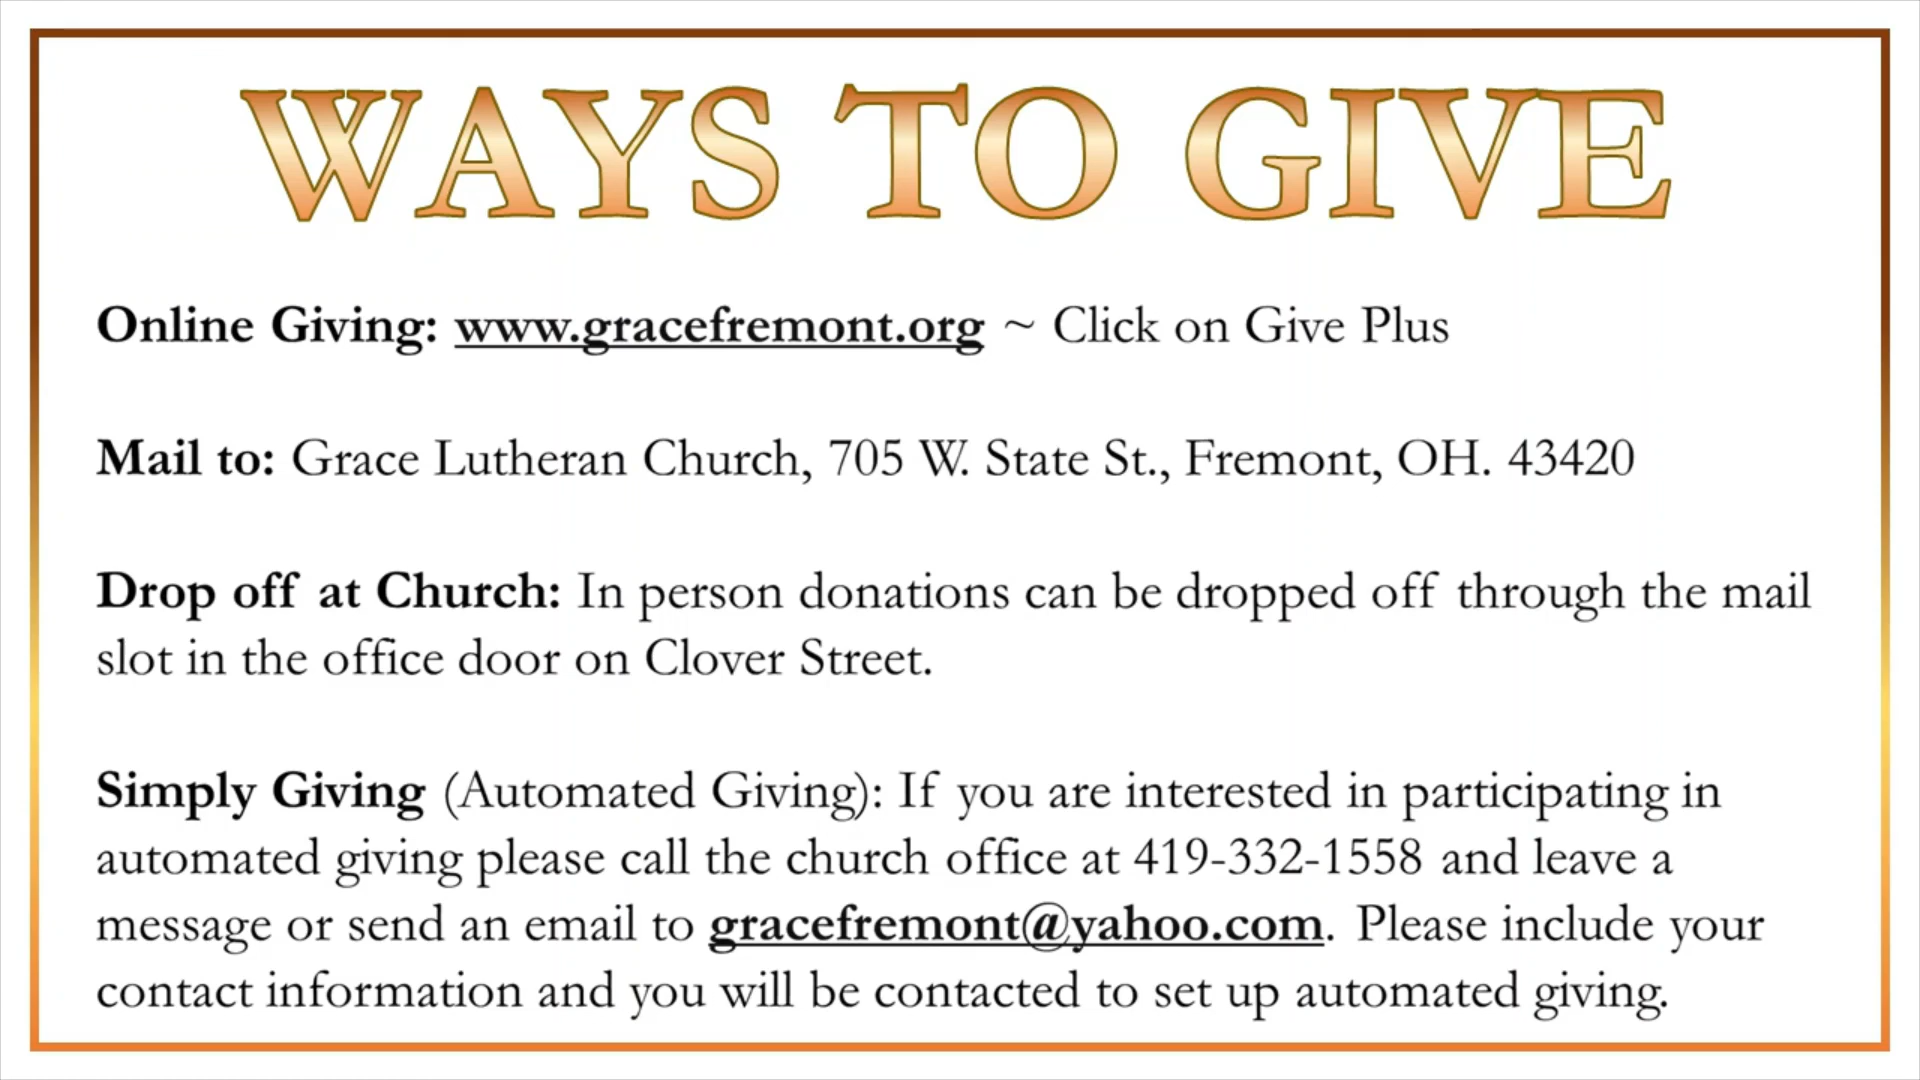 WAYS TO GIVE
Online Giving: www.gracefremont.org ~ Click on Give Plus
Mail to: Grace Lutheran Church, 705 W. State St., Fremont, OH. 43420
Drop off at Church: In person donations can be dropped off through the mail
slot in the office door on Clover Street.
Simply Giving (Automated Giving): If you are interested in participating in
automated giving please call the church office at 419-332-1558 and leave a
message or send an email to gracefremont@yahoo.com. Please include your
contact information and you will be contacted to set up automated giving.